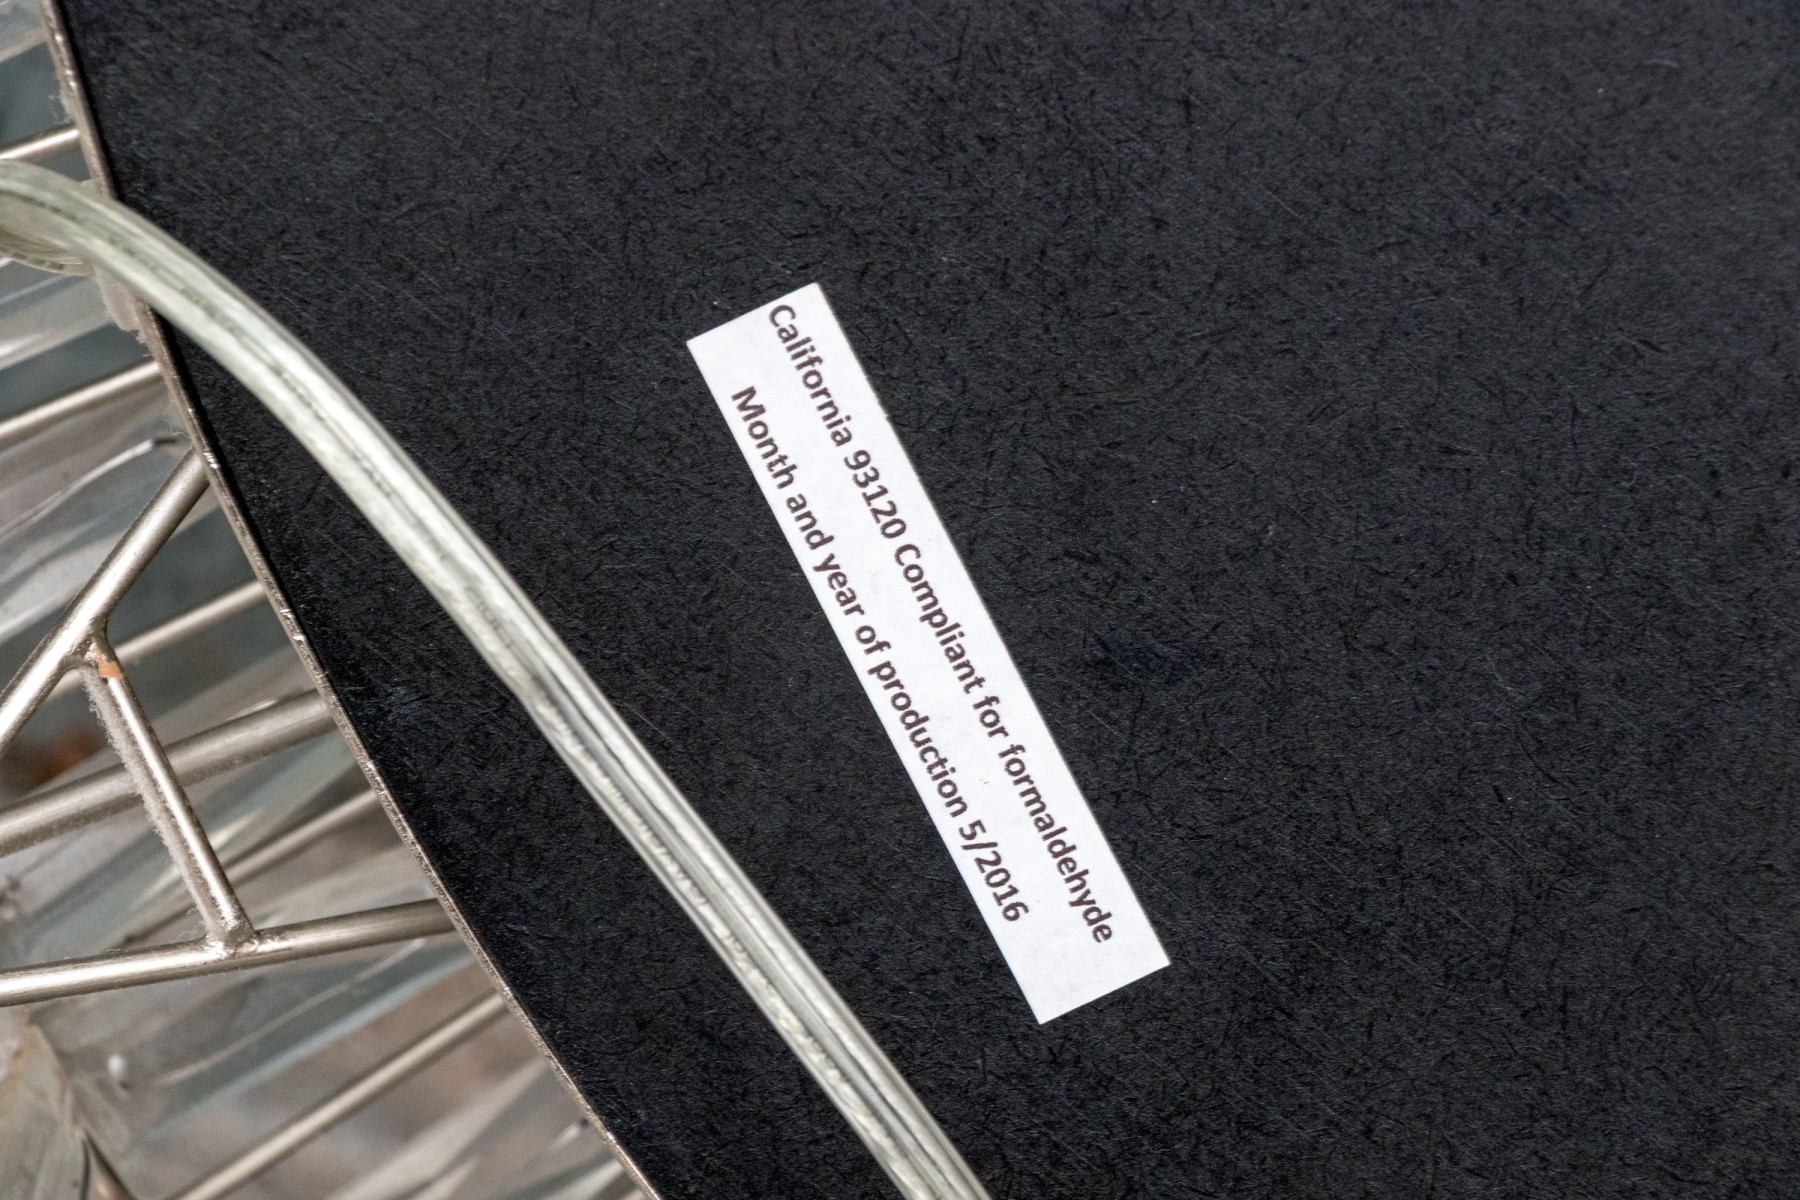 California 93120 Compliant for formaldehyde
Month and year of production 5/2016